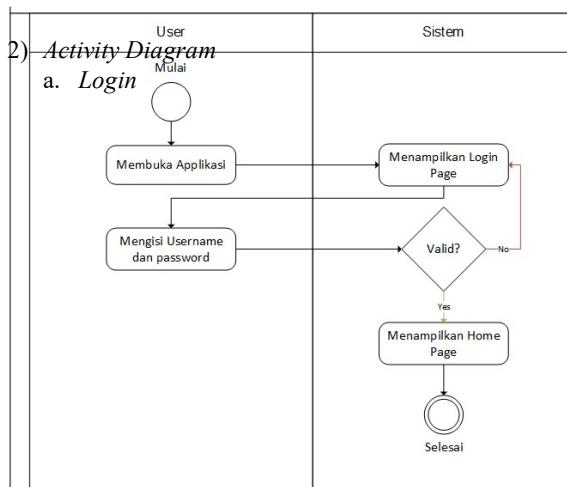 User
Sistem
2) Activity Diagram
Mulai
a. Login
Membuka Applikasi
Menampilkan Login
Page
Mengisi Username
dan password
Valid?
No
Yes
Menampilkan Home
Page
Selesai